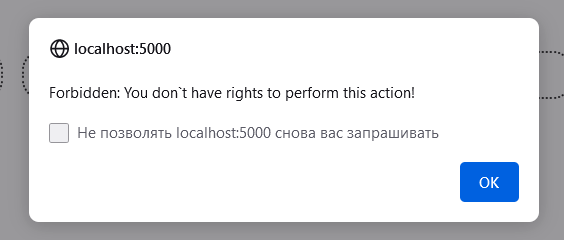 localhost:5000
Forbidden: You don`t have rights to perform this action!
Не позволять localhost:5000 снова вас запрашивать
OK